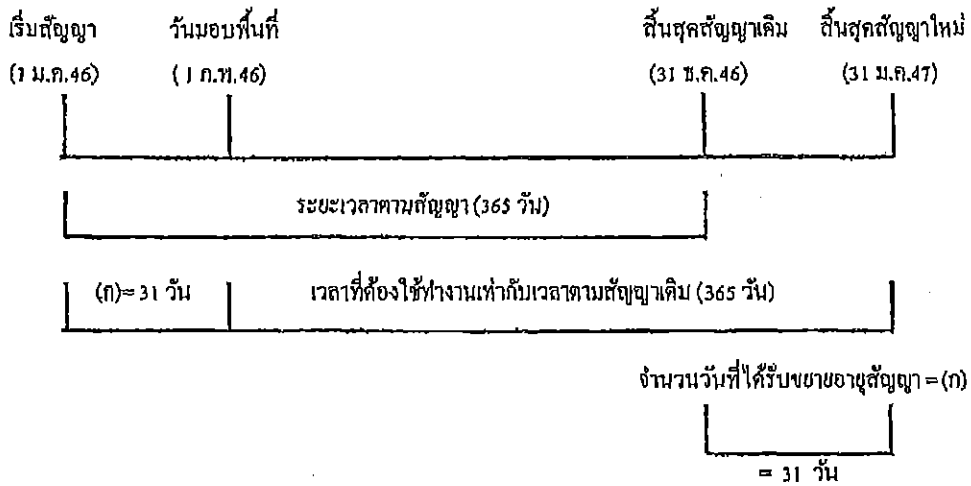 เริ่มสัญญา วันมอบพื้นที่ สิ้นสุดสัญญาเดิม สิ้นสุดสัญญาใหม่
(1 ม.ค.46) (1 ก.พ.46) (31 ธ.ค.46) (31 ม.ค.47)
ระยะเวลาตามสัญญา (365 วัน)
(ก)= 31 วัน เวลาที่ต้องใช้ทำงานเท่ากับเวลาตามสัญญาเดิม (365 วัน)
จำนวนวันที่ได้รับขยายอายุสัญญา = (ก)
= 31 วัน